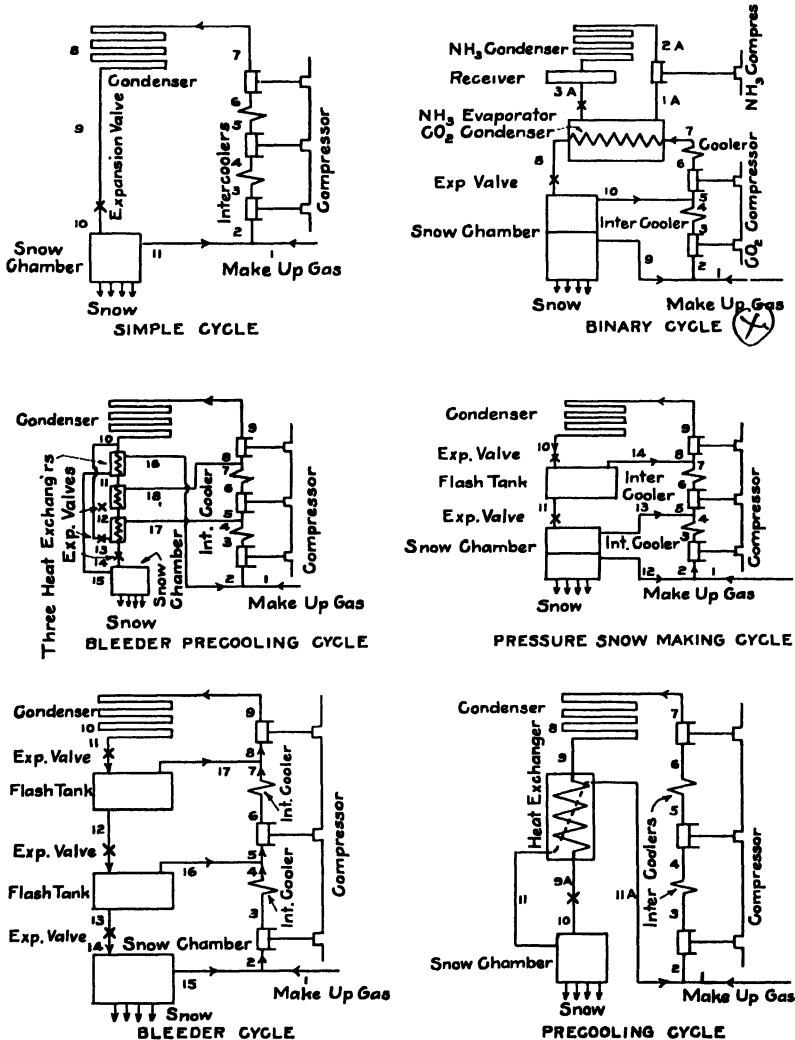 8
Condenser
7
9
Expansion Valve
6
5
4
3
Intercoolers
Compressor
10
2
Snow
Chamber
11
1
Make Up Gas
Snow
SIMPLE CYCLE
NH3 Condenser
2 A
NH3 Compres
Receiver
3 A
1 A
NH3 Evaporator
CO2 Condenser
7
Cooler
8
6
Exp Valve
10
5
4
Inter Cooler
3
CO2 Compressor
Snow Chamber
9
2
1
Snow
Make Up Gas
BINARY CYCLE
X
Condenser
9
10
16
8
7
11
18
6
Int. Cooler
12
17
5
4
3
13
14
15
Three Heat Exchang'rs
Exp. Valves
Snow
Chamber
Compressor
2
1
Snow
Make Up Gas
BLEEDER PRECOOLING CYCLE
Condenser
9
10
14
8
Exp. Valve
7
Flash Tank
Inter
Cooler
6
11
13
5
Exp. Valve
4
Snow Chamber
Int. Cooler
3
Compressor
12
2
1
Snow
Make Up Gas
PRESSURE SNOW MAKING CYCLE
Condenser
10
9
11
Exp. Valve
8
17
7
Flash Tank
Int. Cooler
12
6
Exp. Valve
5
16
4
Flash Tank
Int. Cooler
13
3
Exp. Valve
14
Snow Chamber
Compressor
2
15
1
Make Up Gas
Snow
BLEEDER CYCLE
Condenser
7
8
9
6
Heat Exchanger
5
Inter Coolers
4
9A
11
11A
3
10
Compressor
Snow Chamber
2
1
Make Up Gas
Snow
PRECOOLING CYCLE